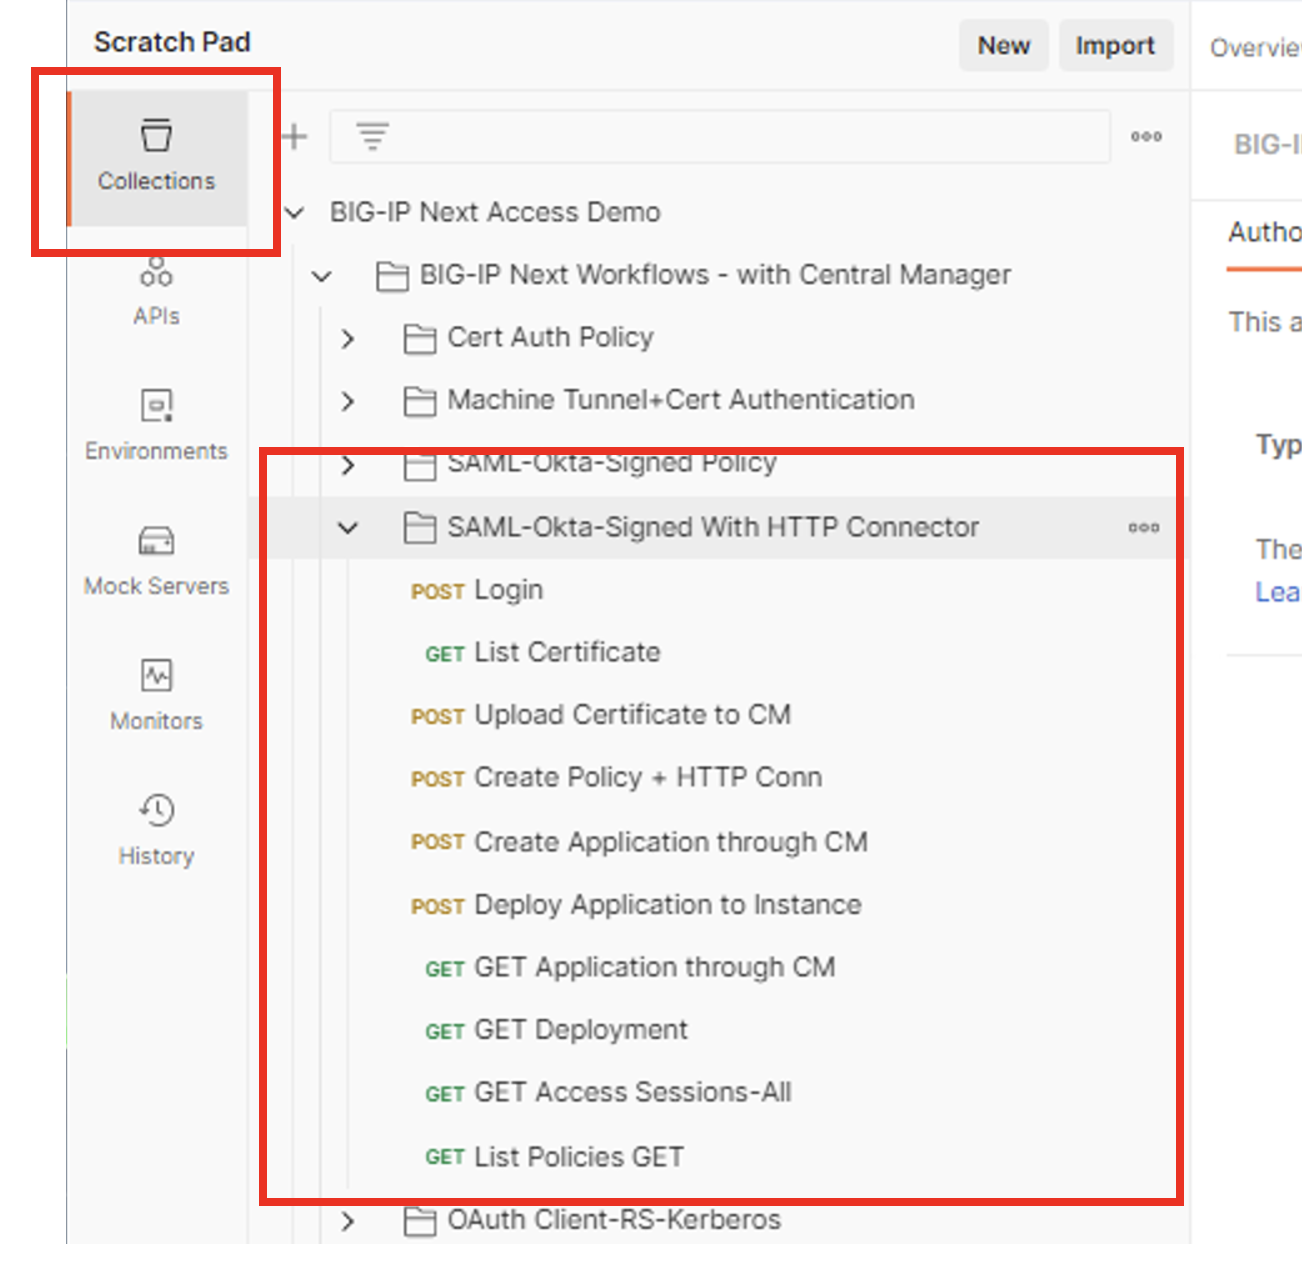 Scratch Pad
New
Import
Collections
APIs
Environments
Mock Servers
Monitors
History
BIG-IP Next Access Demo
BIG-IP Next Workflows - with Central Manager
Cert Auth Policy
Machine Tunnel+Cert Authentication
SAML-Okta-Signed Policy
SAML-Okta-Signed With HTTP Connector
POST Login
GET List Certificate
POST Upload Certificate to CM
POST Create Policy + HTTP Conn
POST Create Application through CM
POST Deploy Application to Instance
GET GET Application through CM
GET GET Deployment
GET GET Access Sessions-All
GET List Policies GET
OAuth Client-RS-Kerberos
Overvie
BIG-I
Autho
This a
Typ
The
Lea